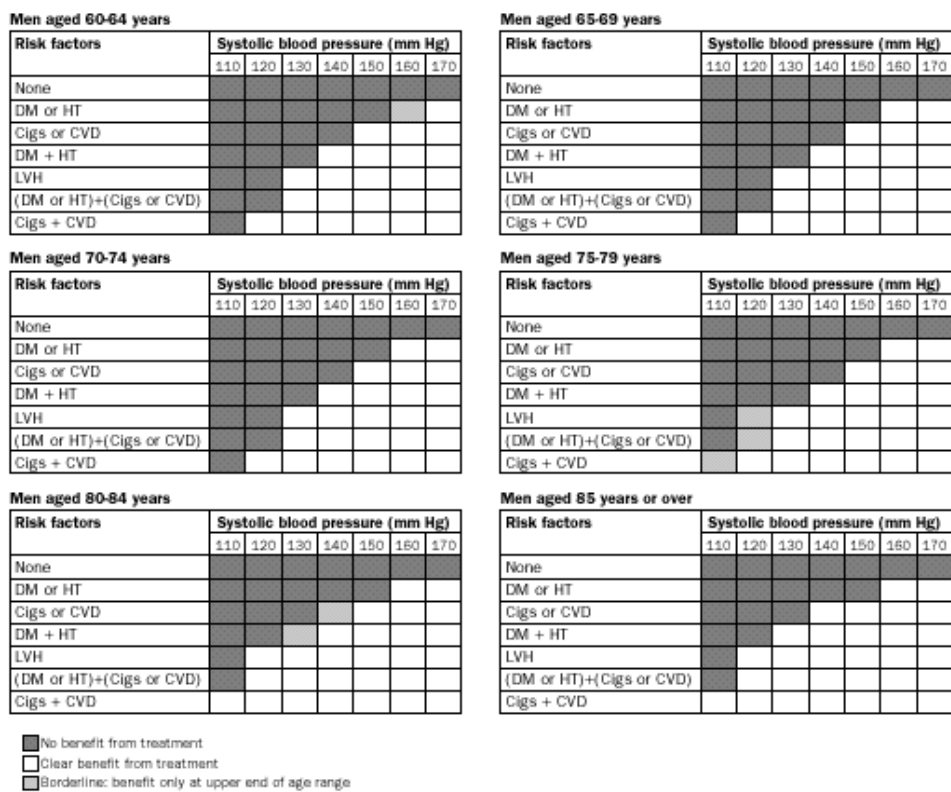 Men aged 60-64 years
Risk factors Systolic blood pressure (mm Hg)
110 120 130 140 150 160 170
None
DM or HT
Cigs or CVD
DM + HT
LVH
(DM or HT)+(Cigs or CVD)
Cigs + CVD
Men aged 65-69 years
Risk factors Systolic blood pressure (mm Hg)
110 120 130 140 150 160 170
None
DM or HT
Cigs or CVD
DM + HT
LVH
(DM or HT)+(Cigs or CVD)
Cigs + CVD
Men aged 70-74 years
Risk factors Systolic blood pressure (mm Hg)
110 120 130 140 150 160 170
None
DM or HT
Cigs or CVD
DM + HT
LVH
(DM or HT)+(Cigs or CVD)
Cigs + CVD
Men aged 75-79 years
Risk factors Systolic blood pressure (mm Hg)
110 120 130 140 150 160 170
None
DM or HT
Cigs or CVD
DM + HT
LVH
(DM or HT)+(Cigs or CVD)
Cigs + CVD
Men aged 80-84 years
Risk factors Systolic blood pressure (mm Hg)
110 120 130 140 150 160 170
None
DM or HT
Cigs or CVD
DM + HT
LVH
(DM or HT)+(Cigs or CVD)
Cigs + CVD
Men aged 85 years or over
Risk factors Systolic blood pressure (mm Hg)
110 120 130 140 150 160 170
None
DM or HT
Cigs or CVD
DM + HT
LVH
(DM or HT)+(Cigs or CVD)
Cigs + CVD
No benefit from treatment
Clear benefit from treatment
Borderline: benefit only at upper end of age range